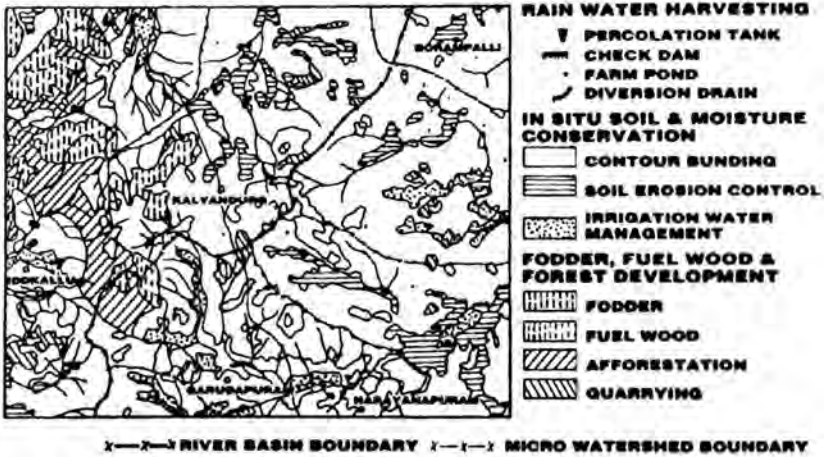 BORAMPALLI
KALYANDURG
GARUDAPURAM
NARAYANAPURAM
RAIN WATER HARVESTING
PERCOLATION TANK
CHECK DAM
FARM POND
DIVERSION DRAIN
IN SITU SOIL & MOISTURE
CONSERVATION
CONTOUR BUNDING
SOIL EROSION CONTROL
IRRIGATION WATER
MANAGEMENT
FODDER, FUEL WOOD &
FOREST DEVELOPMENT
FODDER
FUEL WOOD
AFFORESTATION
QUARRYING
x—x—x RIVER BASIN BOUNDARY x—x—x MICRO WATERSHED BOUNDARY